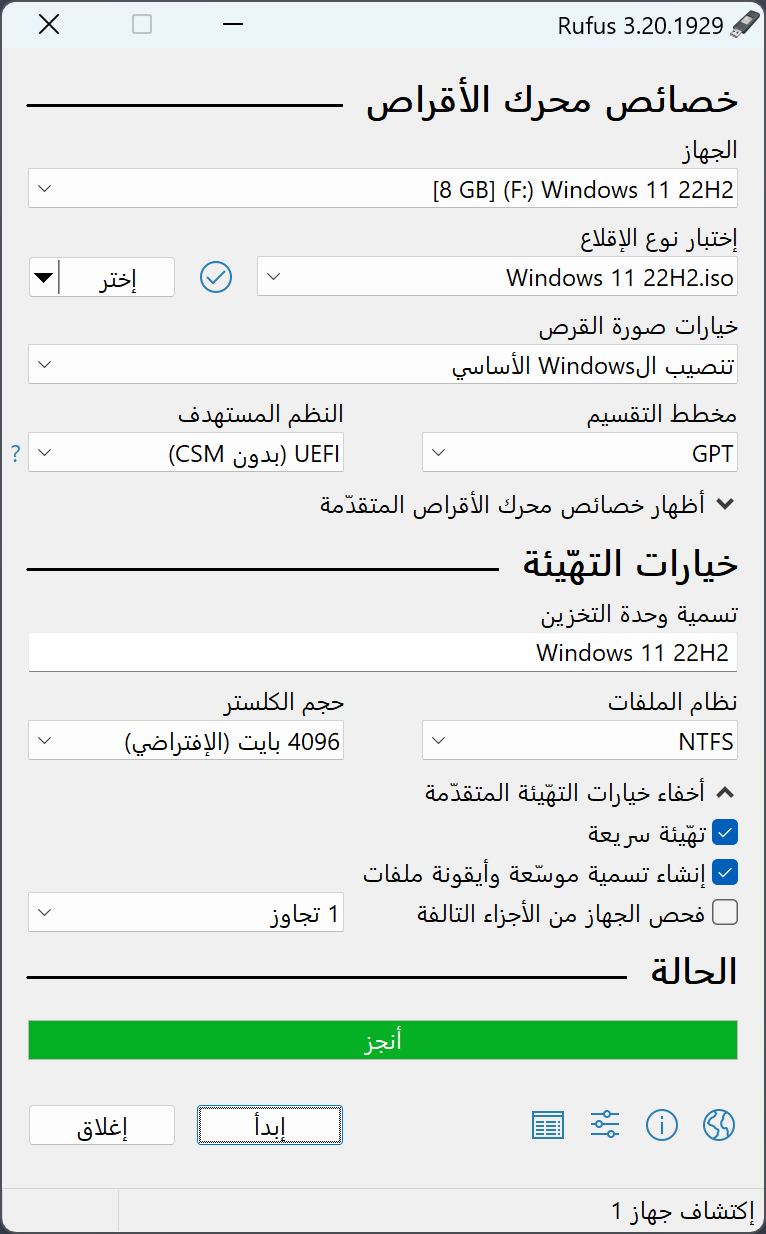 Rufus 3.20.1929
خصائص محرك الأقراص
الجهاز
[8 GB] (F:) Windows 11 22H2
إختبار نوع الإقلاع
Windows 11 22H2.iso
إختر
خيارات صورة القرص
تنصيب الWindows الأساسي
مخطط التقسيم
النظم المستهدف
GPT
UEFI (بدون CSM)
?
أظهار خصائص محرك الأقراص المتقدّمة
خيارات التهّيئة
تسمية وحدة التخزين
Windows 11 22H2
نظام الملفات
حجم الكلستر
NTFS
4096 بايت (الإفتراضي)
أخفاء خيارات التهّيئة المتقدّمة
تهّيئة سريعة
إنشاء تسمية موسّعة وأيقونة ملفات
فحص الجهاز من الأجزاء التالفة
1 تجاوز
الحالة
أنجز
إبدأ
إغلاق
إكتشاف جهاز 1